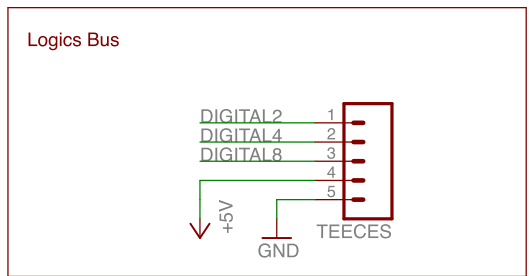 Logics Bus
DIGITAL2 1
DIGITAL4 2
DIGITAL8 3
4
5
+5V
GND
TEECES